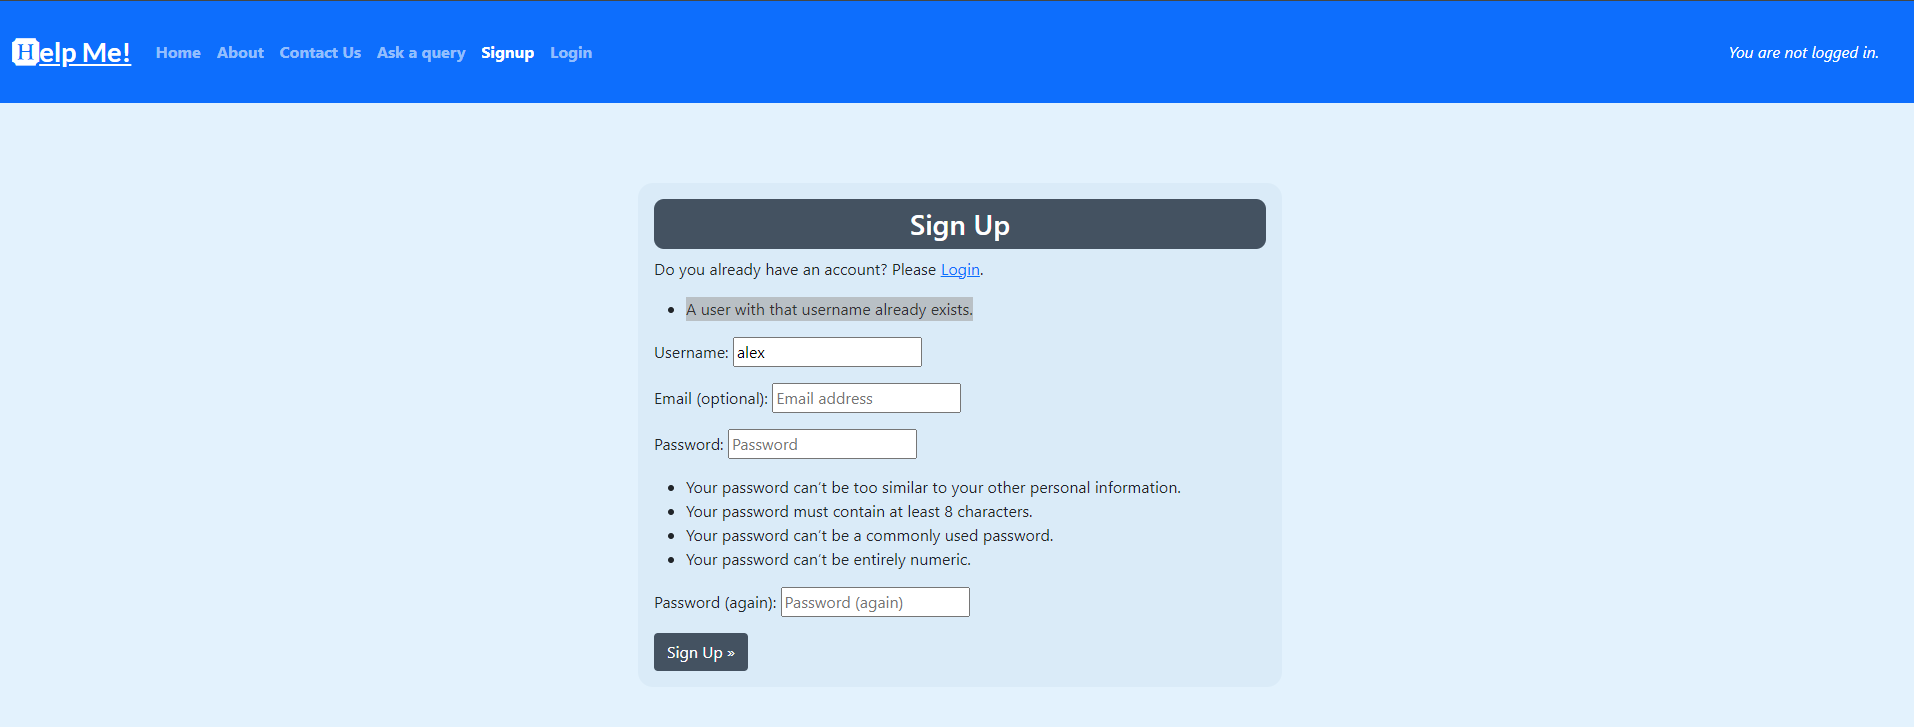 Help Me! Home About Contact Us Ask a query Signup Login You are not logged in.
Sign Up
Do you already have an account? Please Login.
A user with that username already exists.
Username: alex
Email (optional): Email address
Password: Password
Your password can't be too similar to your other personal information.
Your password must contain at least 8 characters.
Your password can't be a commonly used password.
Your password can't be entirely numeric.
Password (again): Password (again)
Sign Up »